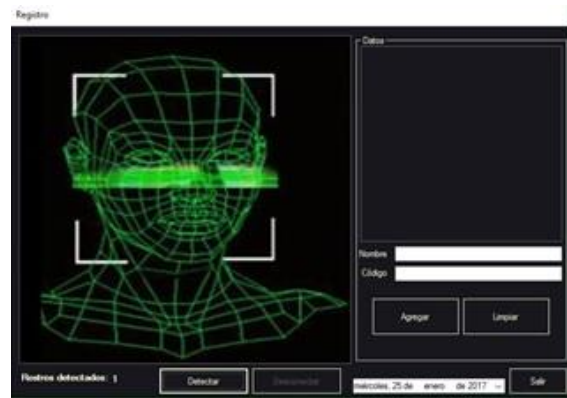 Registro
Datos
Nombre
Código
Agregar Limpiar
Rostros detectados: 1
Detectar Desconectar
miércoles, 25 de enero de 2017
Salir